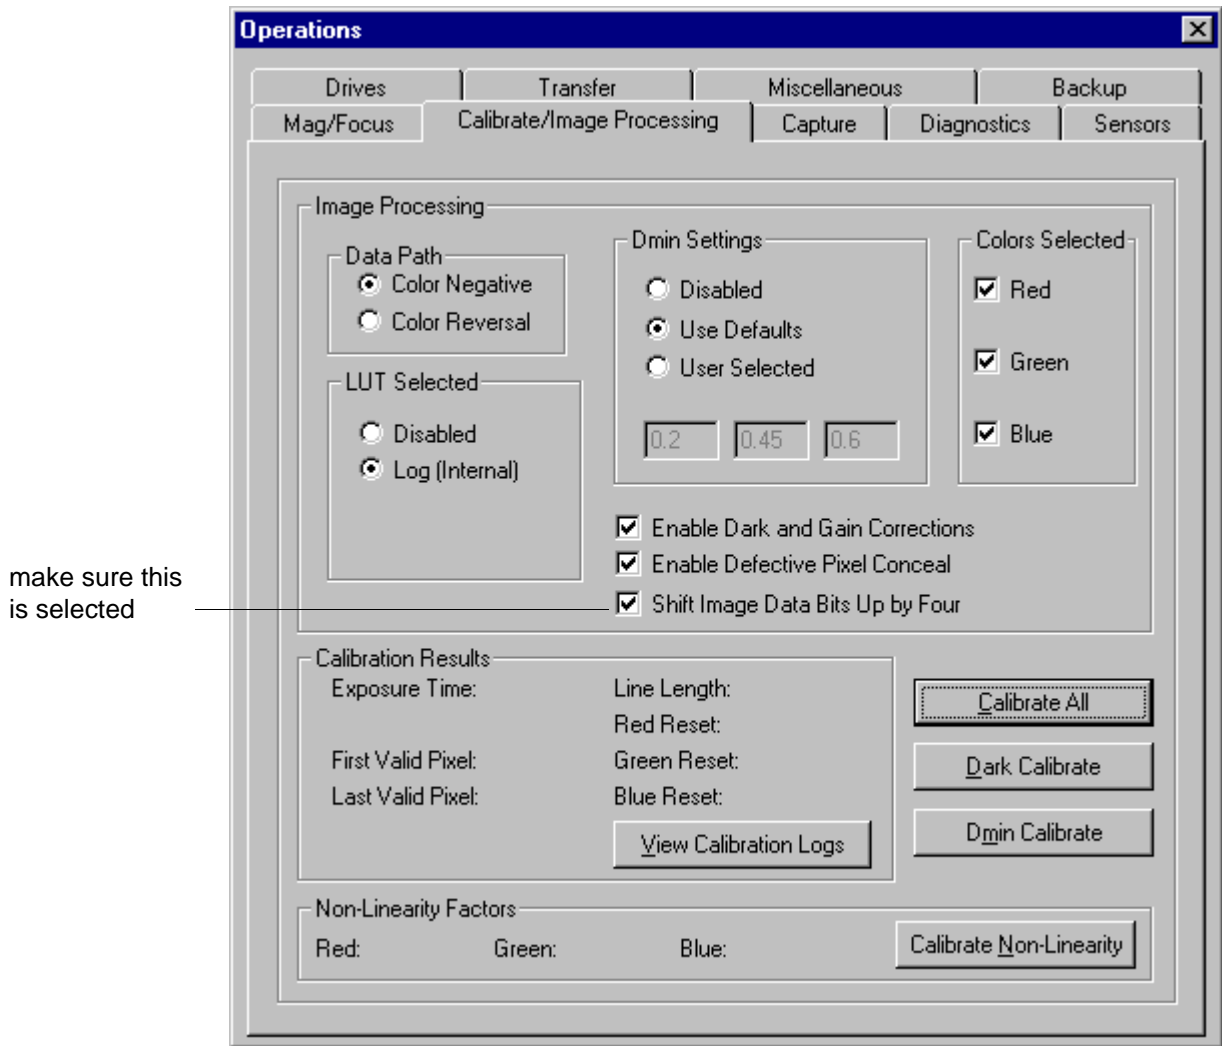 Operations
Drives Transfer Miscellaneous Backup
Mag/Focus Calibrate/Image Processing Capture Diagnostics Sensors
Image Processing
Data Path
Color Negative
Color Reversal
LUT Selected
Disabled
Log (Internal)
Dmin Settings
Disabled
Use Defaults
User Selected
0.2 0.45 0.6
Colors Selected
Red
Green
Blue
Enable Dark and Gain Corrections
Enable Defective Pixel Conceal
Shift Image Data Bits Up by Four
make sure this
is selected
Calibration Results
Exposure Time: Line Length:
Red Reset:
First Valid Pixel: Green Reset:
Last Valid Pixel: Blue Reset:
View Calibration Logs
Calibrate All
Dark Calibrate
Dmin Calibrate
Non-Linearity Factors
Red: Green: Blue:
Calibrate Non-Linearity